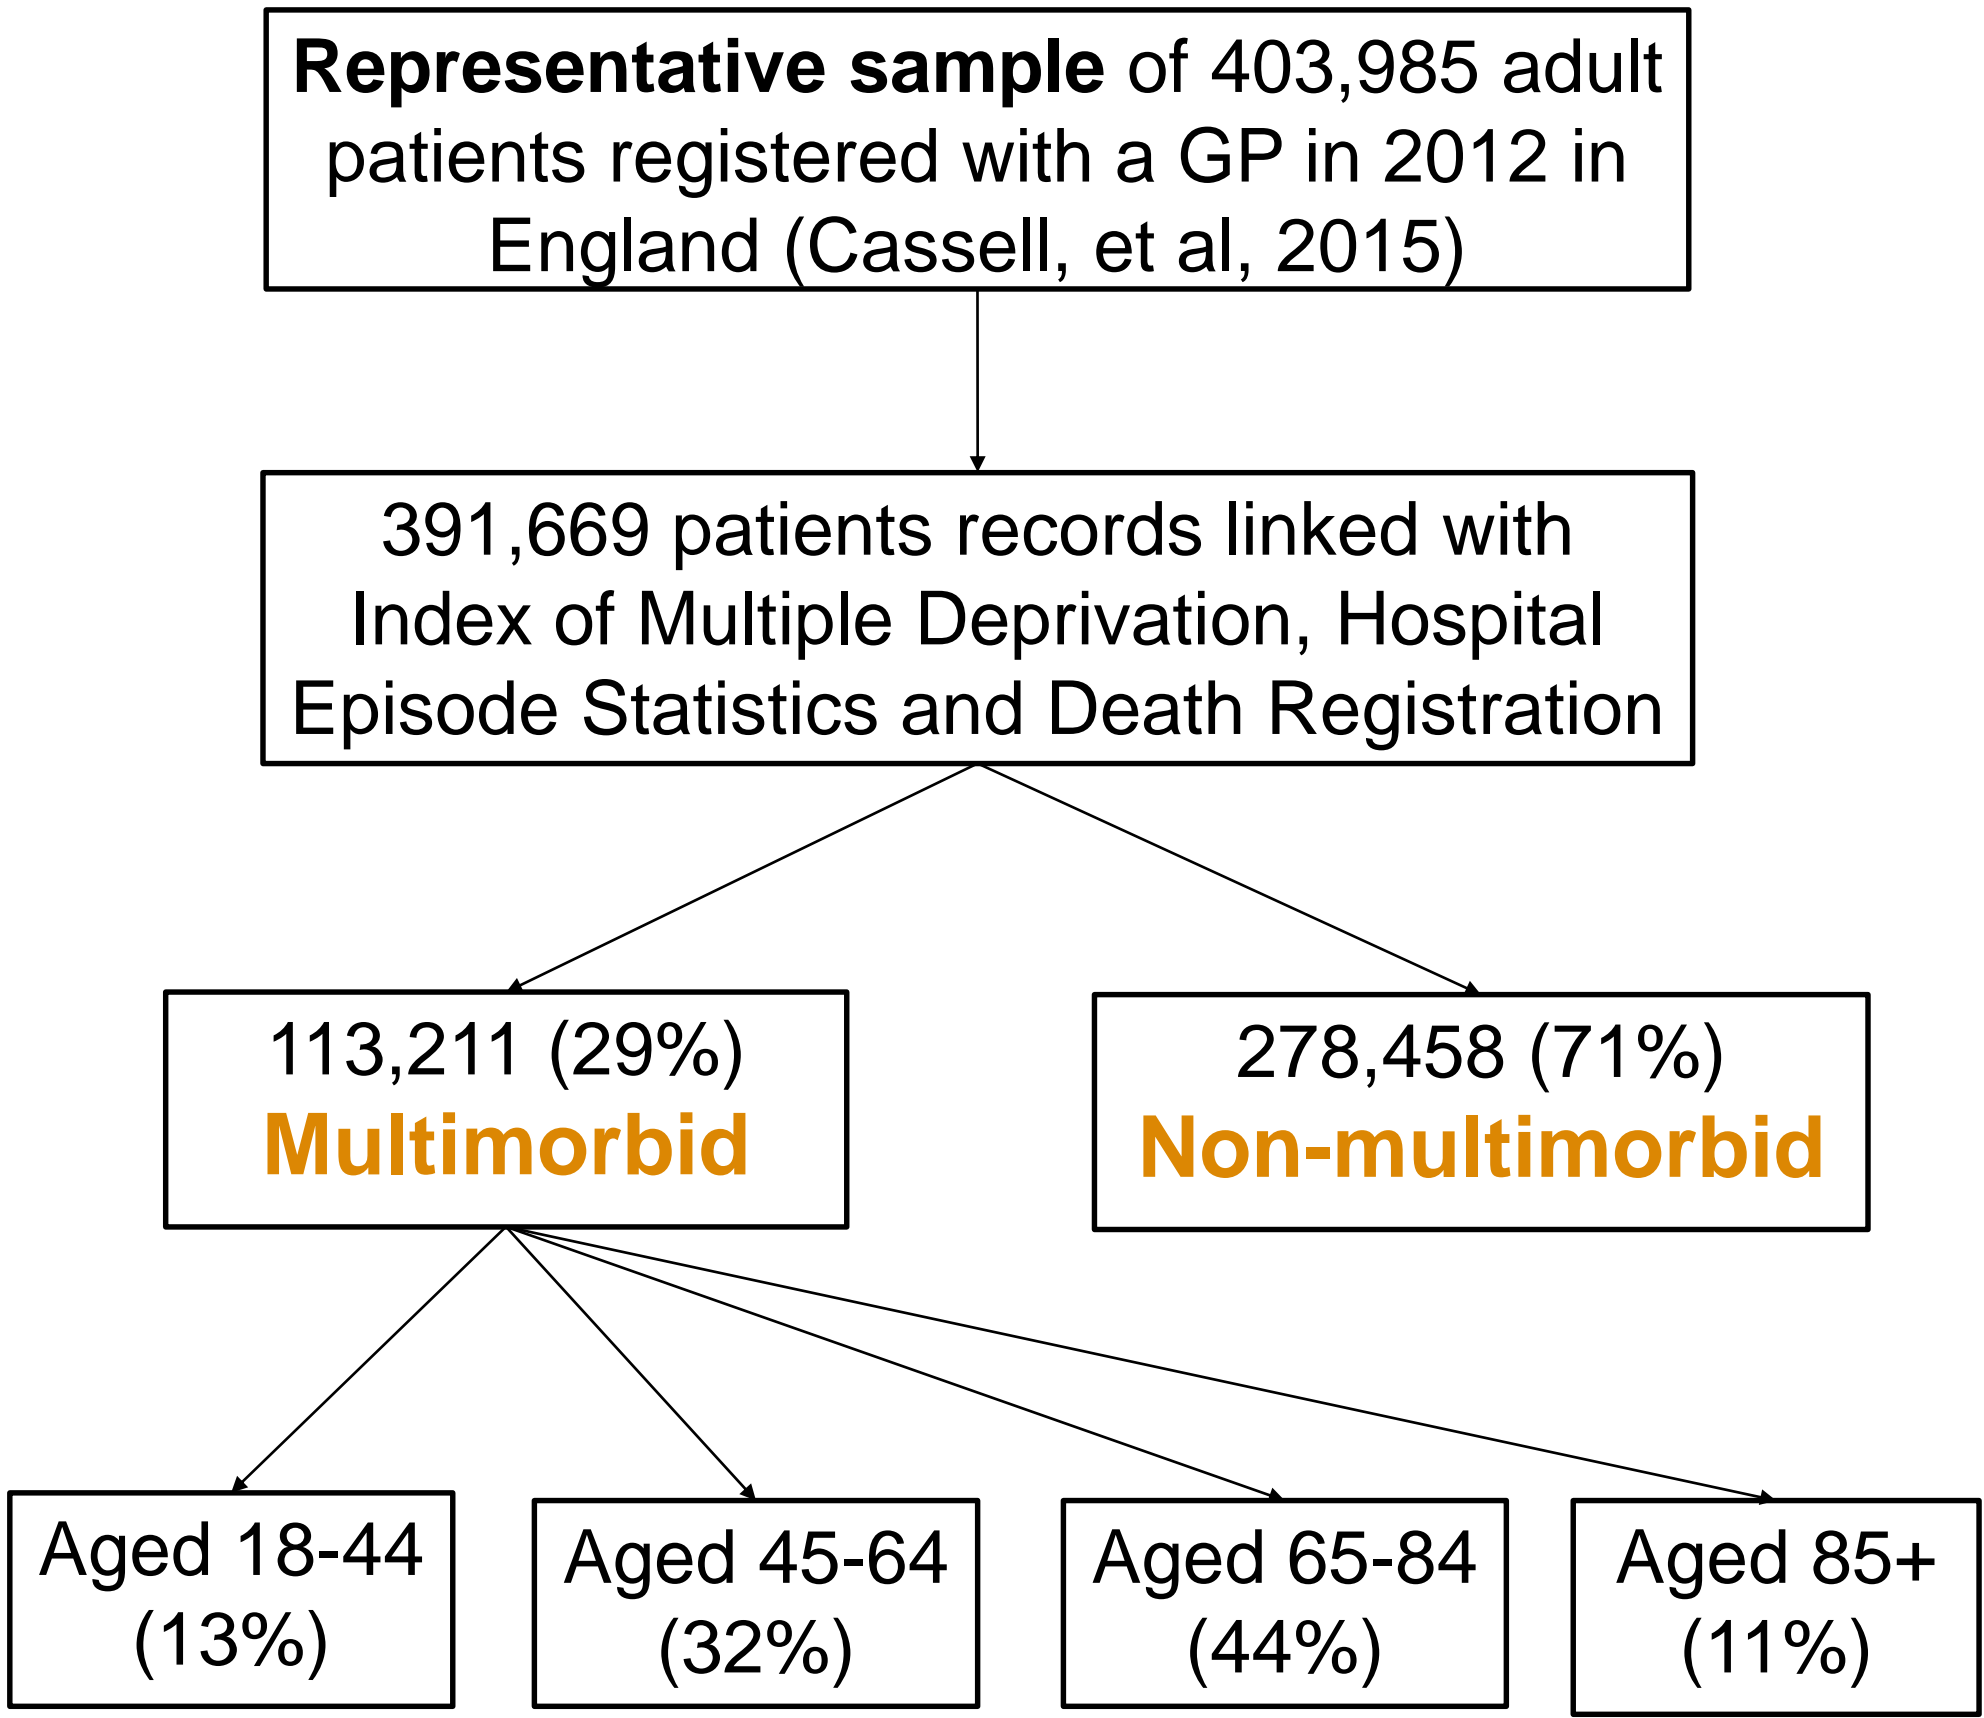 Representative sample of 403,985 adult
patients registered with a GP in 2012 in
England (Cassell, et al, 2015)
391,669 patients records linked with
Index of Multiple Deprivation, Hospital
Episode Statistics and Death Registration
113,211 (29%)
Multimorbid
278,458 (71%)
Non-multimorbid
Aged 18-44
(13%)
Aged 45-64
(32%)
Aged 65-84
(44%)
Aged 85+
(11%)